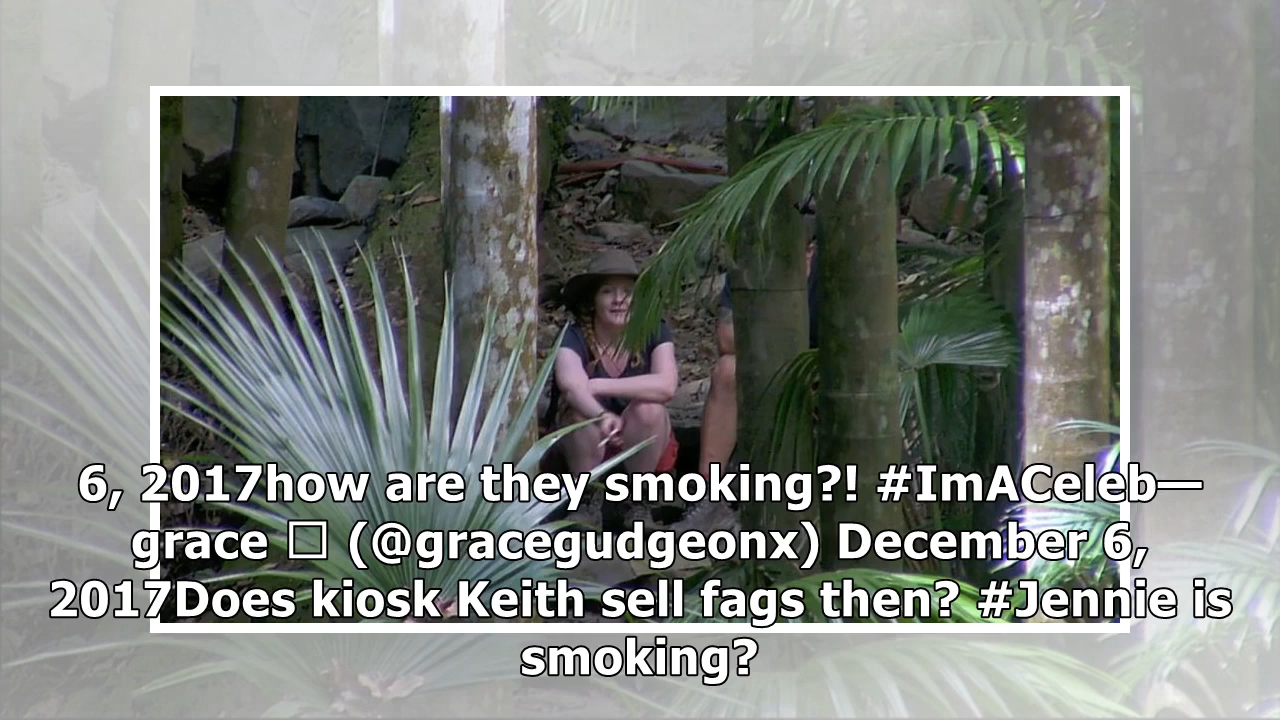 6, 2017how are they smoking?! #ImACeleb—
grace □ (@gracegudgeonx) December 6,
2017Does kiosk Keith sell fags then? #Jennie is
smoking?